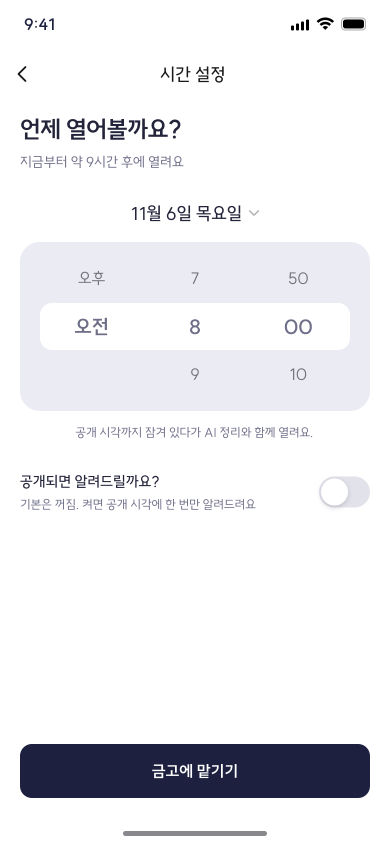 9:41
시간 설정
언제 열어볼까요?
지금부터 약 9시간 후에 열려요
11월 6일 목요일
오후 7 50
오전 8 00
9 10
공개 시각까지 잠겨 있다가 AI 정리와 함께 열려요.
공개되면 알려드릴까요?
기본은 꺼짐. 켜면 공개 시각에 한 번만 알려드려요
금고에 맡기기